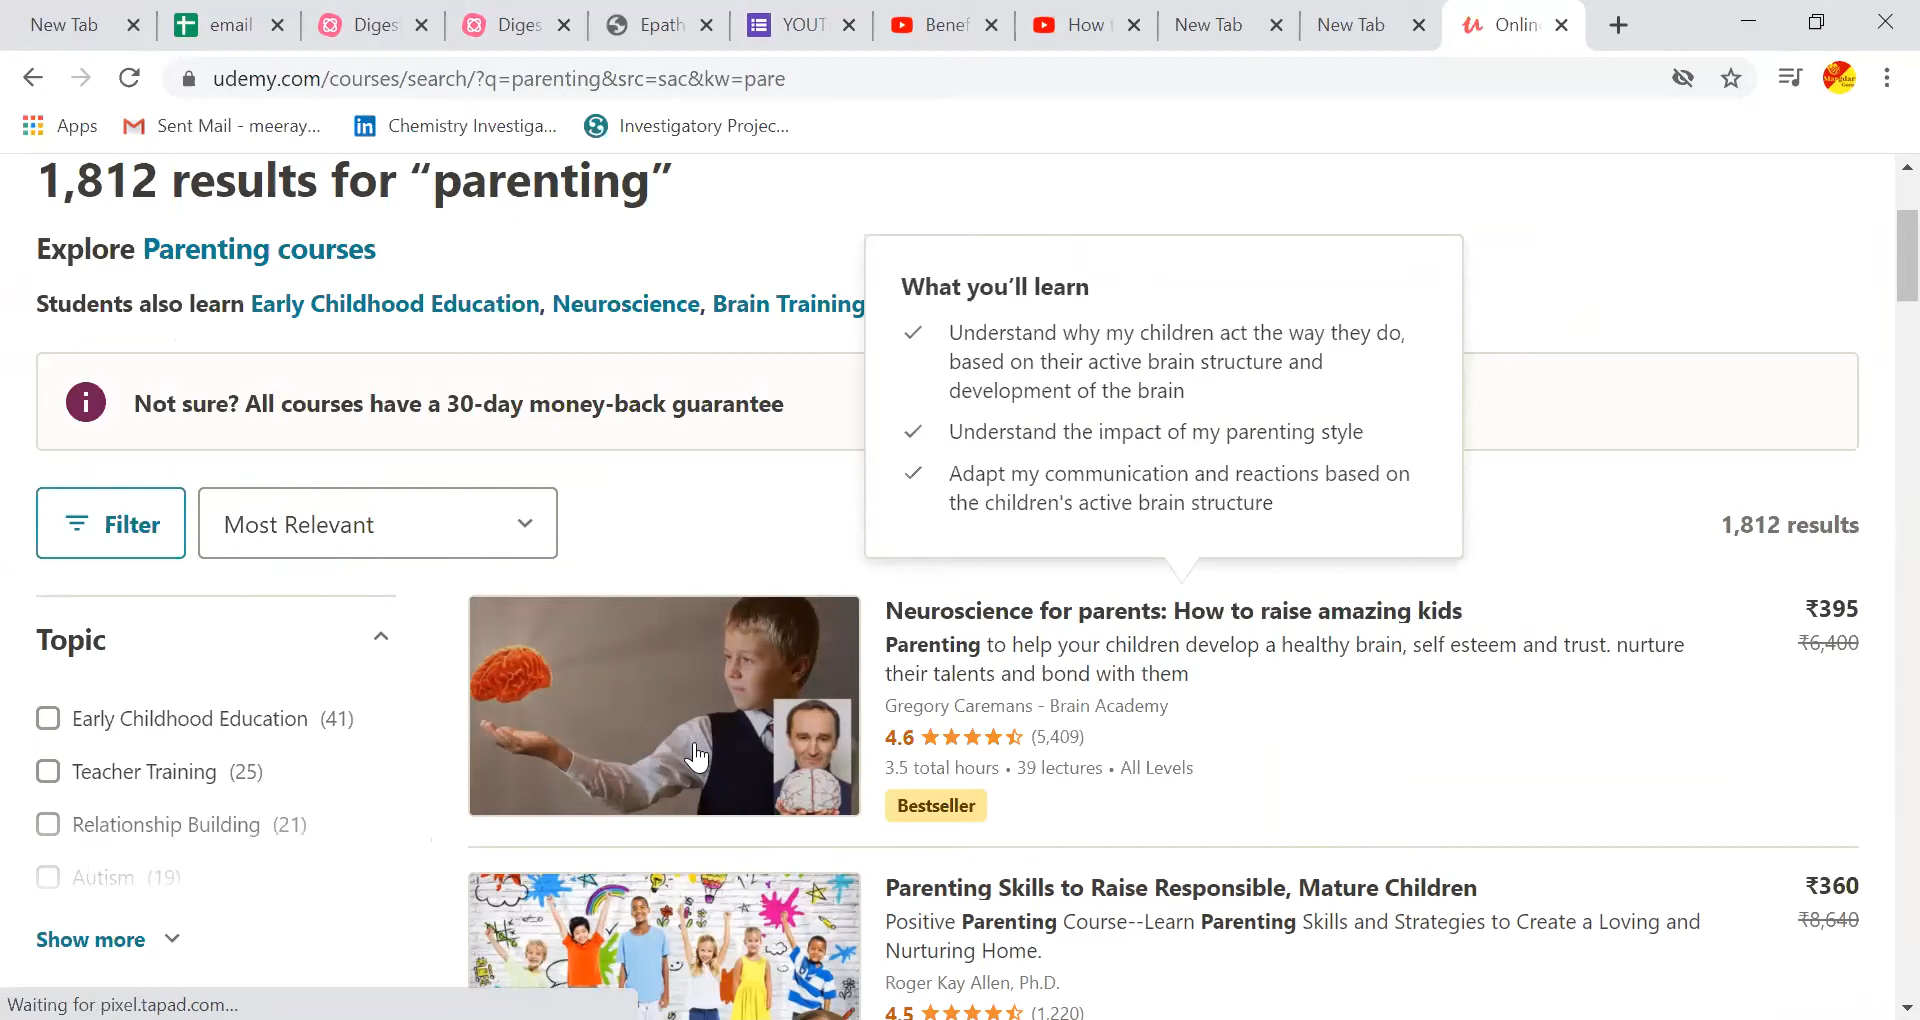 New Tab
email
Diges
Diges
Epath
YOUT
Benef
How
New Tab
New Tab
Onlin
udemy.com/courses/search/?q=parenting&src=sac&kw=pare
Apps
Sent Mail - meeray...
Chemistry Investiga...
Investigatory Projec...
1,812 results for “parenting”
Explore Parenting courses
Students also learn Early Childhood Education, Neuroscience, Brain Training
Not sure? All courses have a 30-day money-back guarantee
What you’ll learn
Understand why my children act the way they do,
based on their active brain structure and
development of the brain
Understand the impact of my parenting style
Adapt my communication and reactions based on
the children's active brain structure
Filter
Most Relevant
1,812 results
Topic
Early Childhood Education (41)
Teacher Training (25)
Relationship Building (21)
Autism (19)
Show more
Neuroscience for parents: How to raise amazing kids
₹395
Parenting to help your children develop a healthy brain, self esteem and trust. nurture
₹6,400
their talents and bond with them
Gregory Caremans - Brain Academy
4.6 (5,409)
3.5 total hours • 39 lectures • All Levels
Bestseller
Parenting Skills to Raise Responsible, Mature Children
₹360
Positive Parenting Course--Learn Parenting Skills and Strategies to Create a Loving and
₹8,640
Nurturing Home.
Roger Kay Allen, Ph.D.
4.5 (1,220)
Waiting for pixel.tapad.com...